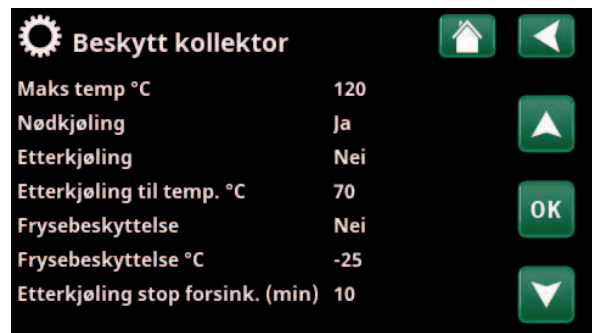 Beskytt kollektor
Maks temp °C 120
Nødkjøling Ja
Etterkjøling Nei
Etterkjøling til temp. °C 70
OK
Frysebeskyttelse Nei
Frysebeskyttelse °C -25
Etterkjøling stop forsink. (min) 10